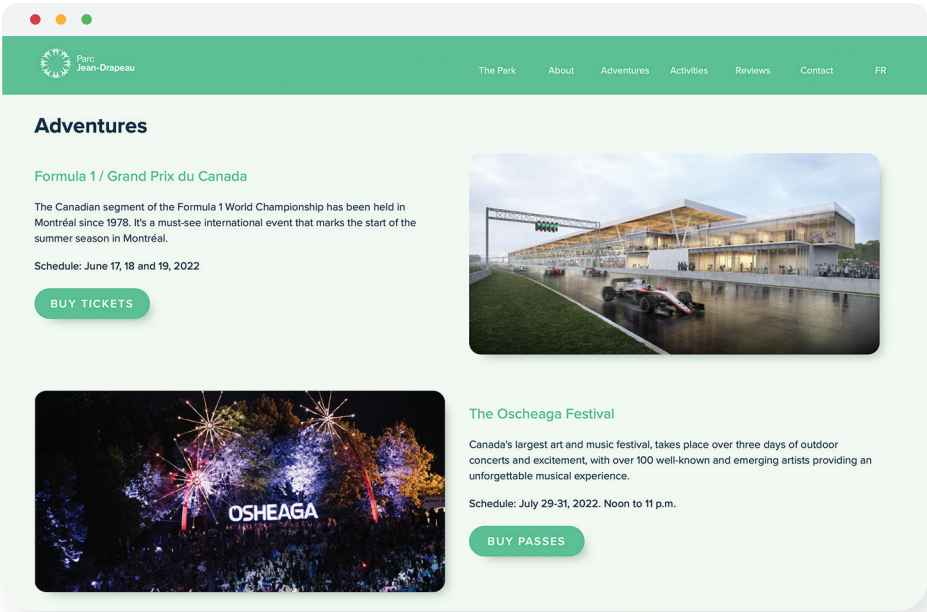 Parc
Jean-Drapeau
The Park About Adventures Activities Reviews Contact FR
Adventures
Formula 1 / Grand Prix du Canada
The Canadian segment of the Formula 1 World Championship has been held in
Montréal since 1978. It's a must-see international event that marks the start of the
summer season in Montréal.
Schedule: June 17, 18 and 19, 2022
BUY TICKETS
OSHEAGA
The Oscheaga Festival
Canada's largest art and music festival, takes place over three days of outdoor
concerts and excitement, with over 100 well-known and emerging artists providing an
unforgettable musical experience.
Schedule: July 29-31, 2022. Noon to 11 p.m.
BUY PASSES